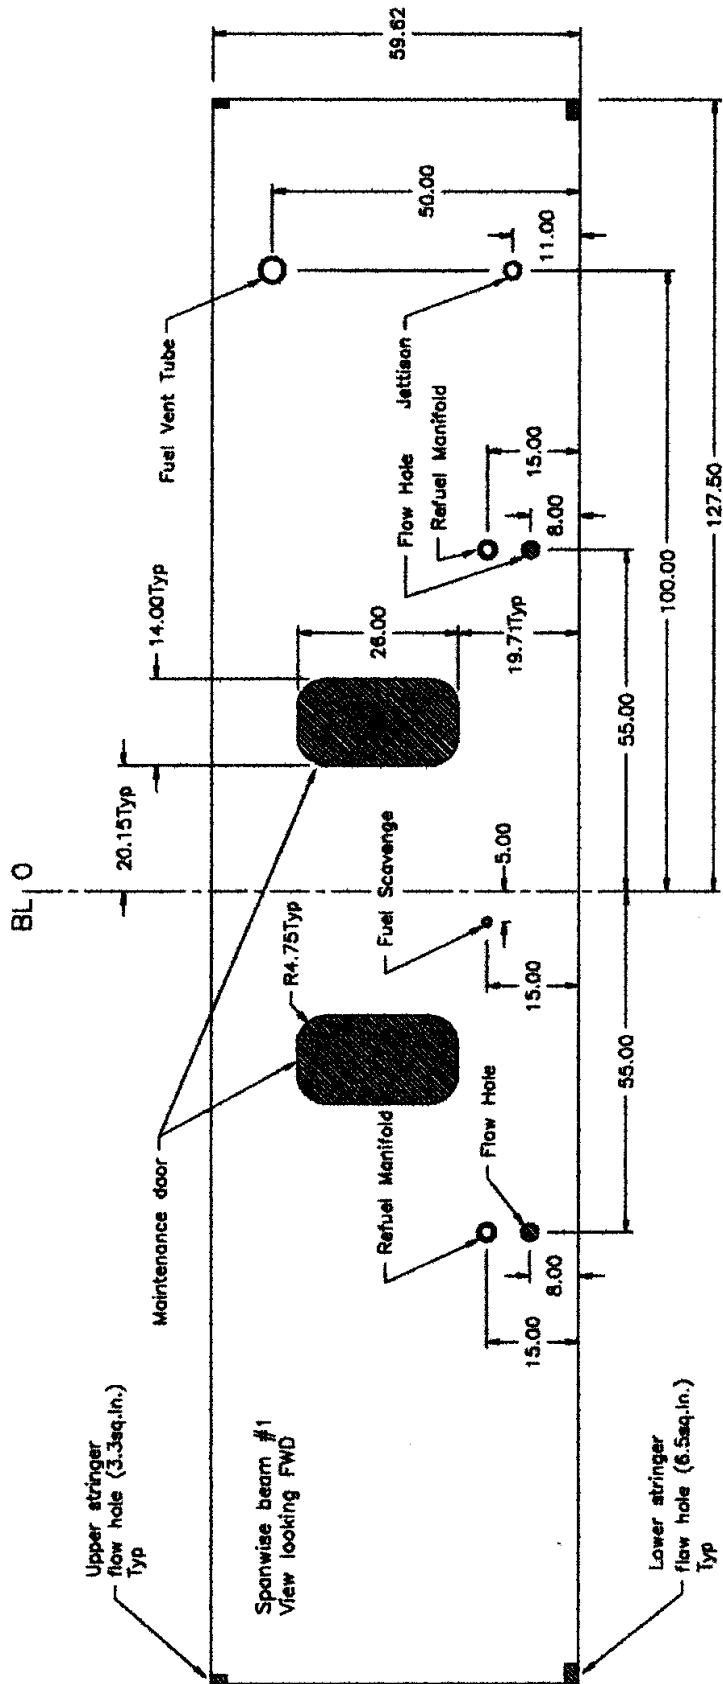 BL 0
20.15Typ
14.00Typ
Fuel Vent Tube
59.62
Maintenance door
R4.75Typ
26.00
50.00
Upper stringer
flow hole (3.3sq.in.)
Typ
Spanwise beam #1
View looking FWD
Refuel Manifold
Fuel Scavenge
Flow Hole
Jettison
Refuel Manifold
Flow Hole
5.00
19.71Typ
15.00
8.00
11.00
15.00
15.00
8.00
55.00
55.00
100.00
127.50
Lower stringer
flow hole (6.5sq.in.)
Typ